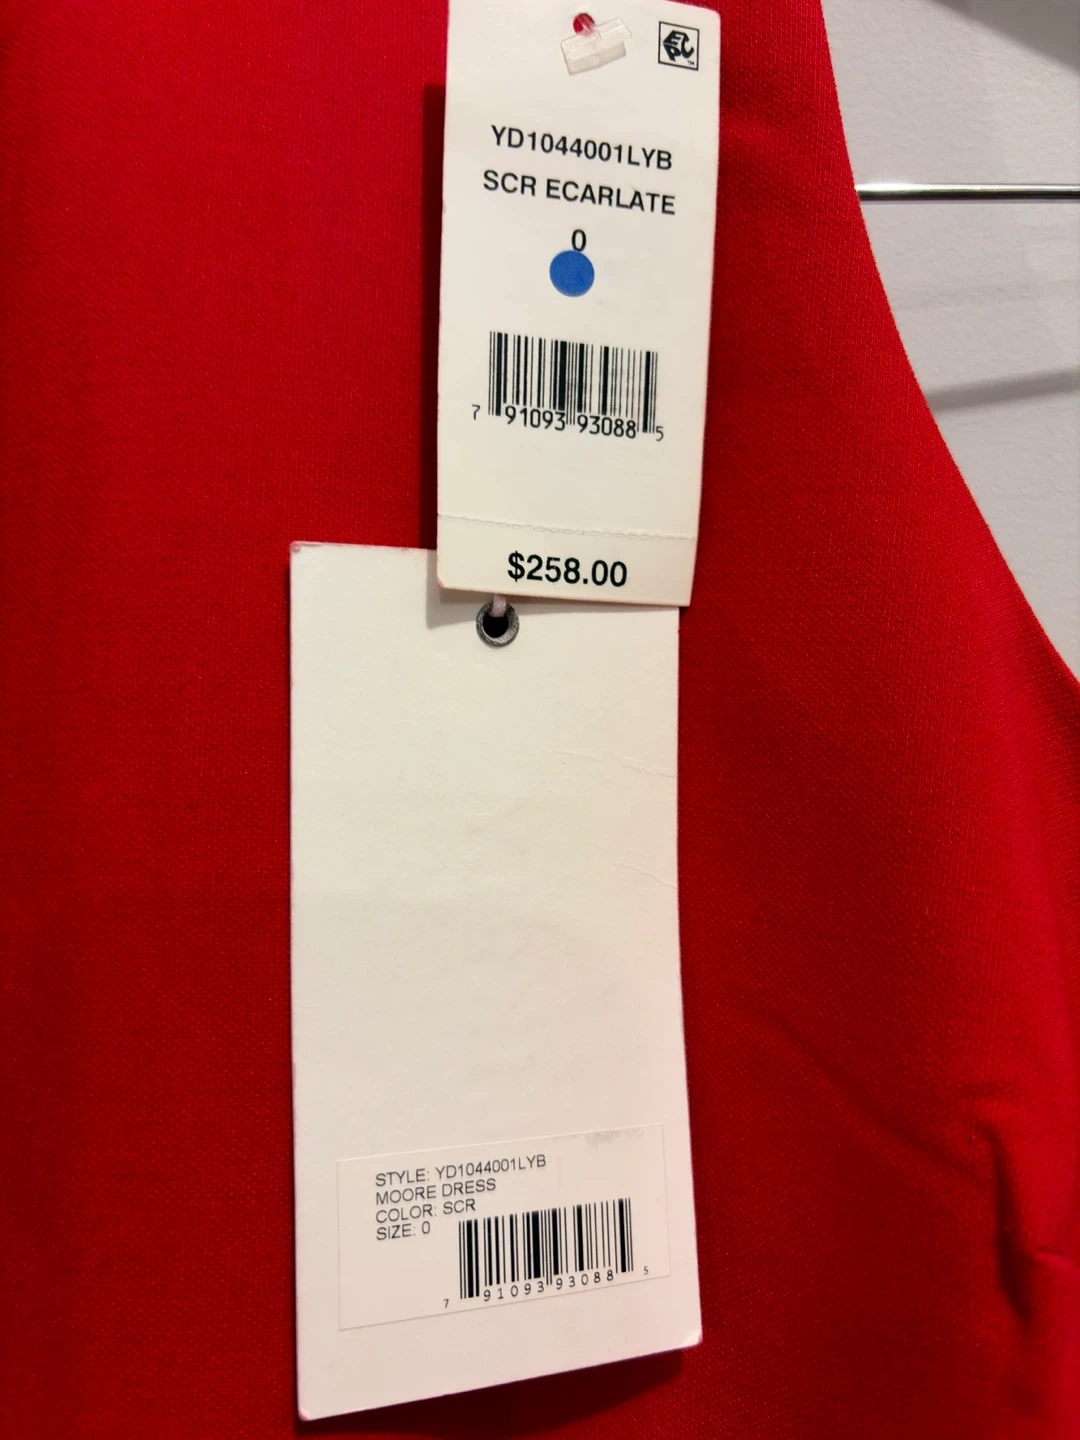 EPC™
YD1044001LYB
SCR ECARLATE
0
7 91093 93088 5
$258.00
STYLE: YD1044001LYB
MOORE DRESS
COLOR: SCR
SIZE: 0
7 91093 93088 5